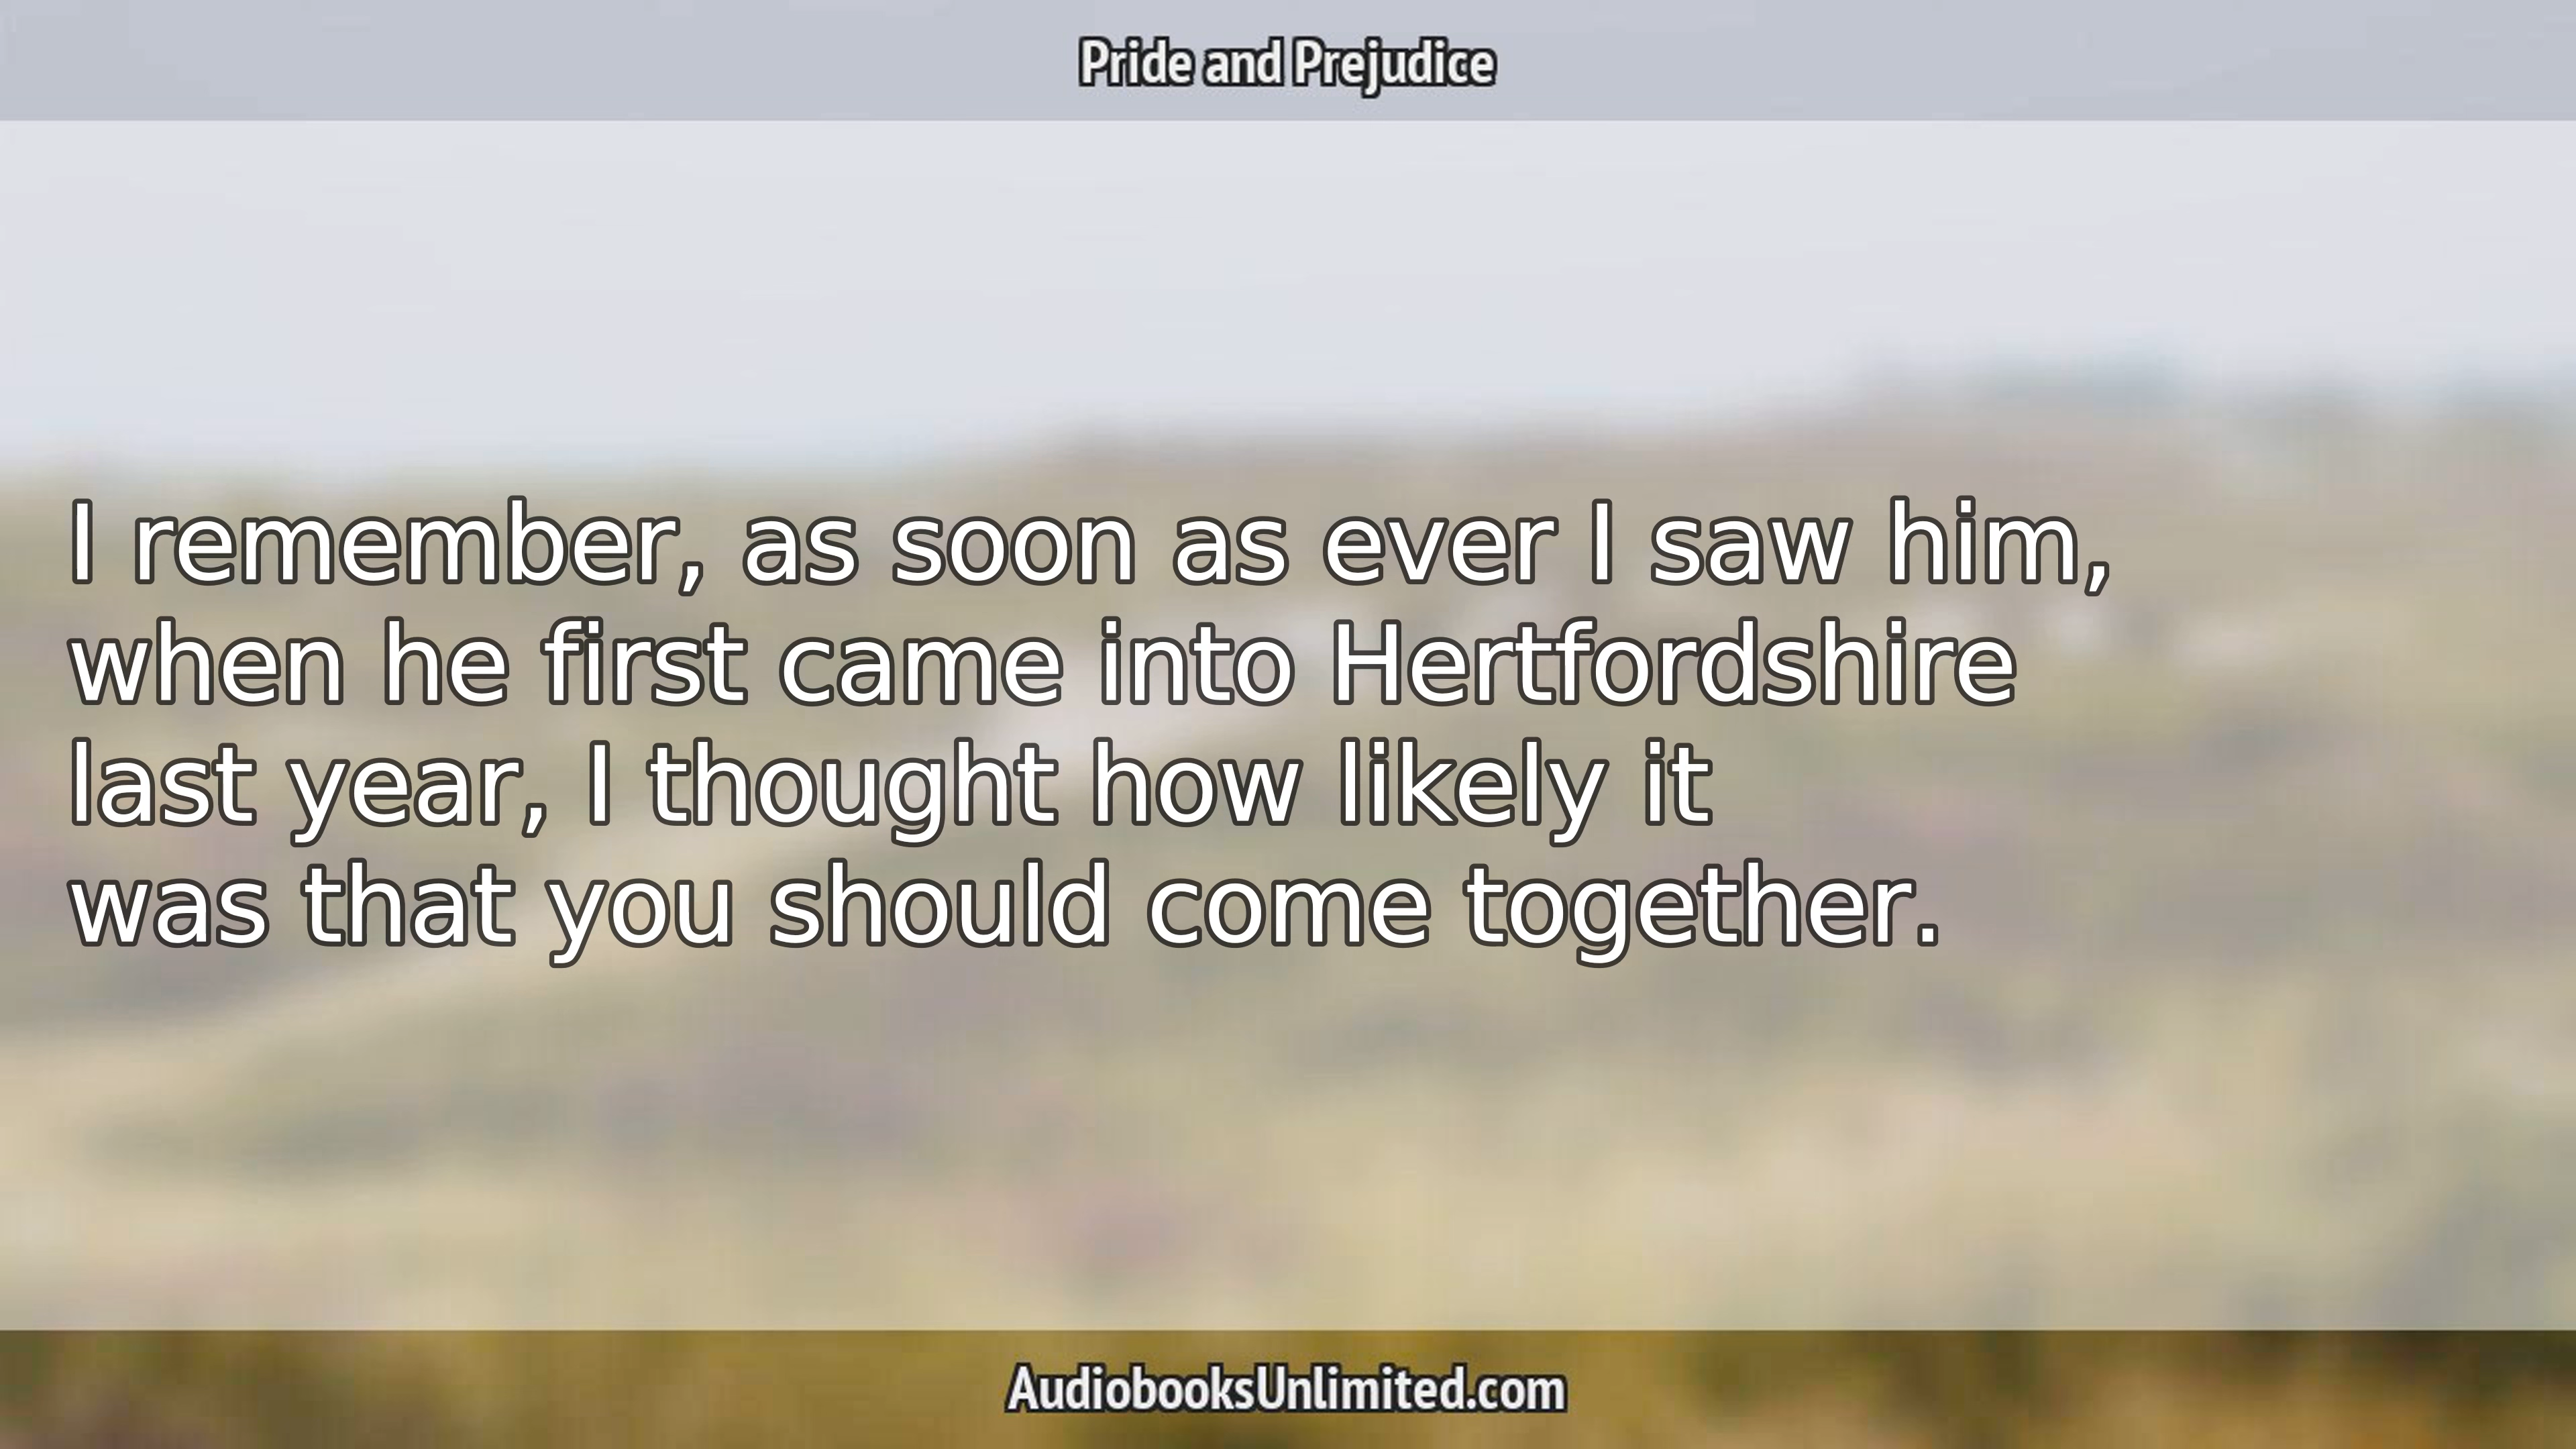 Pride and Prejudice
I remember, as soon as ever I saw him,
when he first came into Hertfordshire
last year, I thought how likely it
was that you should come together.
AudiobooksUnlimited.com